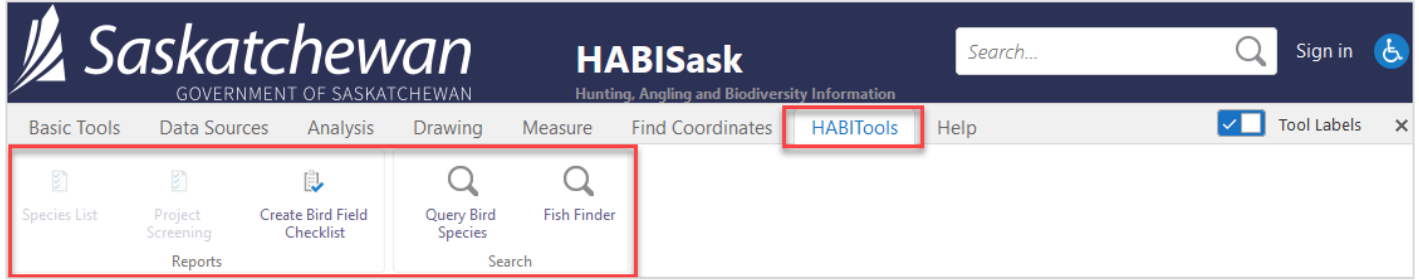 Saskatchewan
GOVERNMENT OF SASKATCHEWAN
HABISask
Hunting, Angling and Biodiversity Information
Search...
Sign in
Basic Tools Data Sources Analysis Drawing Measure Find Coordinates HABITools Help Tool Labels ×
Species List
Project
Screening
Create Bird Field
Checklist
Reports
Query Bird
Species
Fish Finder
Search